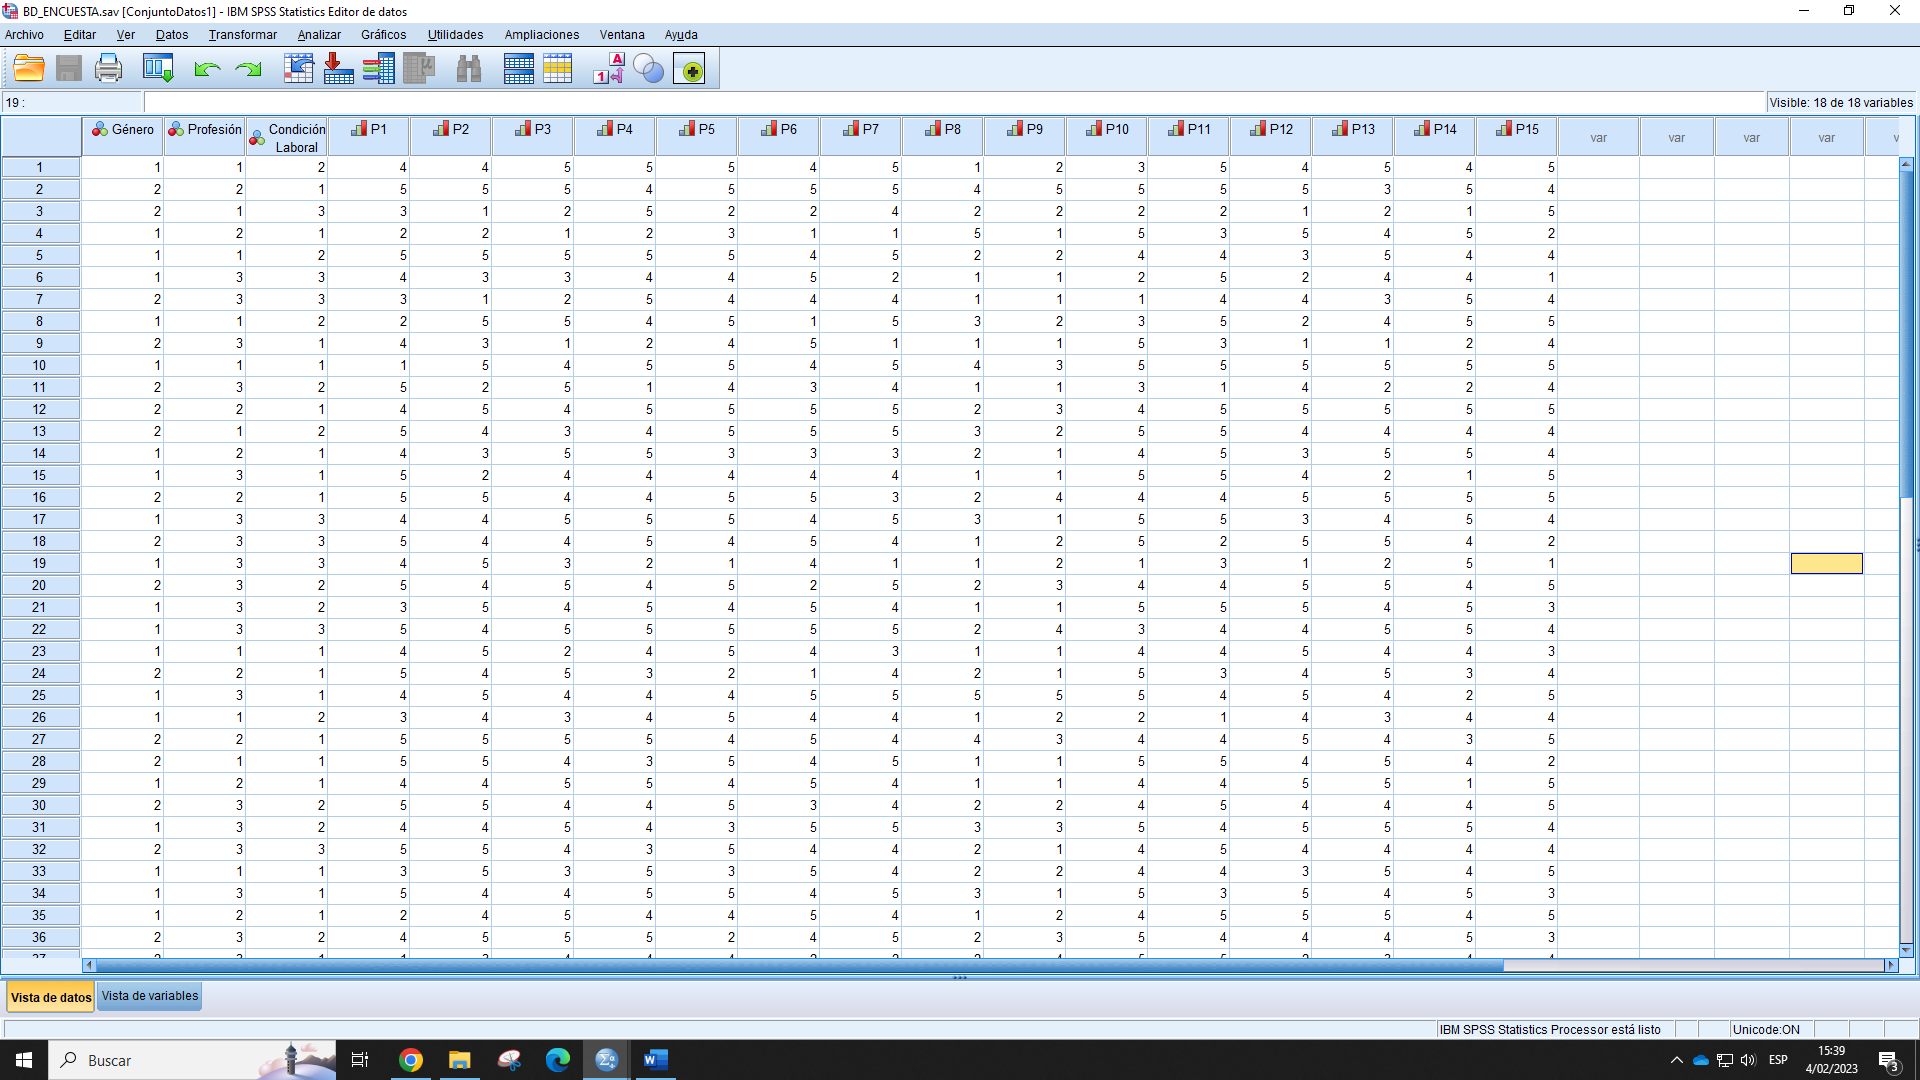 BD_ENCUESTA.sav [ConjuntoDatos1] - IBM SPSS Statistics Editor de datos
Archivo Editar Ver Datos Transformar Analizar Gráficos Utilidades Ampliaciones Ventana Ayuda
19 : Visible: 18 de 18 variables
Género Profesión Condición Laboral P1 P2 P3 P4 P5 P6 P7 P8 P9 P10 P11 P12 P13 P14 P15 var var var var
1 1 1 2 4 4 5 5 5 4 5 1 2 3 5 4 5 4 5
2 2 2 1 5 5 5 4 5 5 5 4 5 5 5 5 3 5 4
3 2 1 3 3 1 2 5 2 2 4 2 2 2 2 1 2 1 5
4 1 2 1 2 2 1 2 3 1 1 5 1 5 3 5 4 5 2
5 1 1 2 5 5 5 5 5 4 5 2 2 4 4 3 5 4 4
6 1 3 3 4 3 3 4 4 5 2 1 1 2 5 2 4 4 1
7 2 3 3 3 1 2 5 4 4 4 1 1 1 4 4 3 5 4
8 1 1 2 2 5 5 4 5 1 5 3 2 3 5 2 4 5 5
9 2 3 1 4 3 1 2 4 5 1 1 1 5 3 1 1 2 4
10 1 1 1 1 5 4 5 5 4 5 4 3 5 5 5 5 5 5
11 2 3 2 5 2 5 1 4 3 4 1 1 3 1 4 2 2 4
12 2 2 1 4 5 4 5 5 5 5 2 3 4 5 5 5 5 5
13 2 1 2 5 4 3 4 5 5 5 3 2 5 5 4 4 4 4
14 1 2 1 4 3 5 5 3 3 3 2 1 4 5 3 5 5 4
15 1 3 1 5 2 4 4 4 4 4 1 1 5 5 4 2 1 5
16 2 2 1 5 5 4 4 5 5 3 2 4 4 4 5 5 5 5
17 1 3 3 4 4 5 5 5 4 5 3 1 5 5 3 4 5 4
18 2 3 3 5 4 4 5 4 5 4 1 2 5 2 5 5 4 2
19 1 3 3 4 5 3 2 1 4 1 1 2 1 3 1 2 5 1
20 2 3 2 5 4 5 4 5 2 5 2 3 4 4 5 5 4 5
21 1 3 2 3 5 4 5 4 5 4 1 1 5 5 5 4 5 3
22 1 3 3 5 4 5 5 5 5 5 2 4 3 4 4 5 5 4
23 1 1 1 4 5 2 4 5 4 3 1 1 4 4 5 4 4 3
24 2 2 1 5 4 5 3 2 1 4 2 1 5 3 4 5 3 4
25 1 3 1 4 5 4 4 4 5 5 5 5 5 4 5 4 2 5
26 1 1 2 3 4 3 4 5 4 4 1 2 2 1 4 3 4 4
27 2 2 1 5 5 5 5 4 5 4 4 3 4 4 5 4 3 5
28 2 1 1 5 5 4 3 5 4 5 1 1 5 5 4 5 4 2
29 1 2 1 4 4 5 5 4 5 4 1 1 4 4 5 5 1 5
30 2 3 2 5 5 4 4 5 3 4 2 2 4 5 4 4 4 5
31 1 3 2 4 4 5 4 3 5 5 3 3 5 4 5 5 5 4
32 2 3 3 5 5 4 3 5 4 4 2 1 4 5 4 4 4 4
33 1 1 1 3 5 3 5 3 5 4 2 2 4 4 3 5 4 5
34 1 3 1 5 4 4 5 5 4 5 3 1 5 3 5 4 5 3
35 1 2 1 2 4 5 4 4 5 4 1 2 4 5 5 5 4 5
36 2 3 2 4 5 5 5 2 4 5 2 3 5 4 4 4 5 3
Vista de datos Vista de variables
IBM SPSS Statistics Processor está listo Unicode:ON
Buscar ESP 15:39
4/02/2023 3